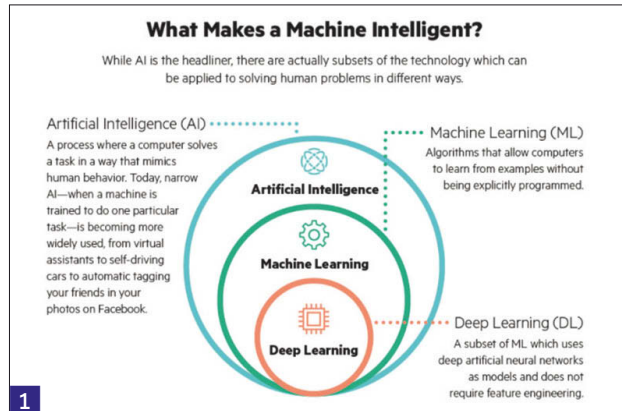 What Makes a Machine Intelligent?
While AI is the headliner, there are actually subsets of the technology which can
be applied to solving human problems in different ways.
Artificial Intelligence (AI)
A process where a computer solves
a task in a way that mimics
human behavior. Today, narrow
AI—when a machine is
trained to do one particular
task—is becoming more
widely used, from virtual
assistants to self-driving
cars to automatic tagging
your friends in your
photos on Facebook.
Machine Learning (ML)
Algorithms that allow computers
to learn from examples without
being explicitly programmed.
Artificial Intelligence
Machine Learning
Deep Learning
Deep Learning (DL)
A subset of ML which uses
deep artificial neural networks
as models and does not
require feature engineering.
1